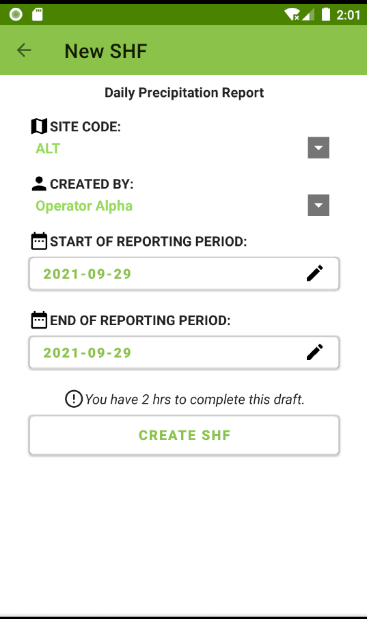 2:01
New SHF
Daily Precipitation Report
SITE CODE:
ALT
CREATED BY:
Operator Alpha
START OF REPORTING PERIOD:
2021-09-29
END OF REPORTING PERIOD:
2021-09-29
You have 2 hrs to complete this draft.
CREATE SHF